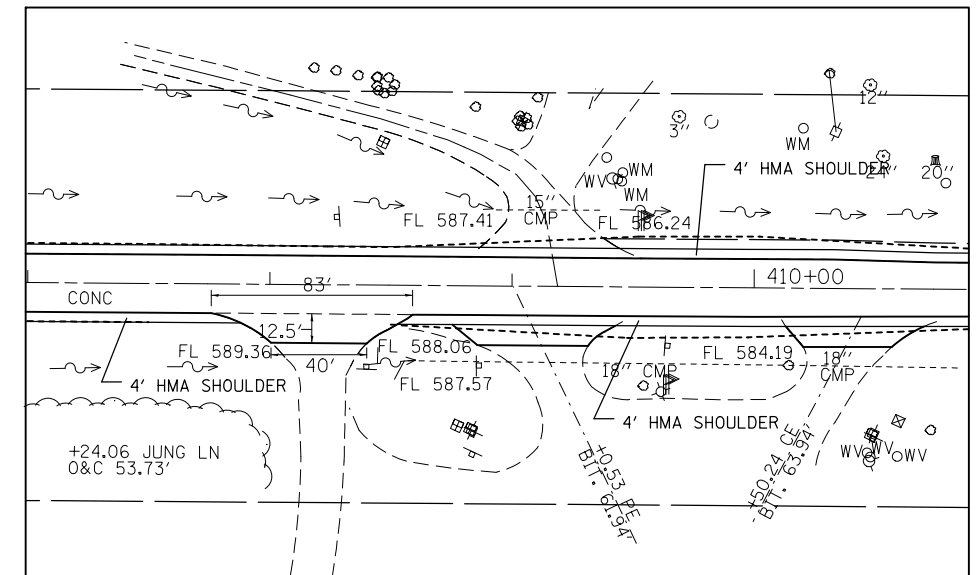 12"
3"
WM
WM
WV
WM
4' HMA SHOULDER
24"
20"
15"
CMP
FL 587.41
FL 586.24
410+00
83'
CONC
12.5'
FL 589.36
40'
FL 588.06
FL 587.57
FL 584.19
18" CMP
18"
CMP
4' HMA SHOULDER
4' HMA SHOULDER
+24.06 JUNG LN
O&C 53.73'
+0.53 PE
BIT. 61.94'
+50.24 CE
BIT. 63.94'
WV
WV
WV